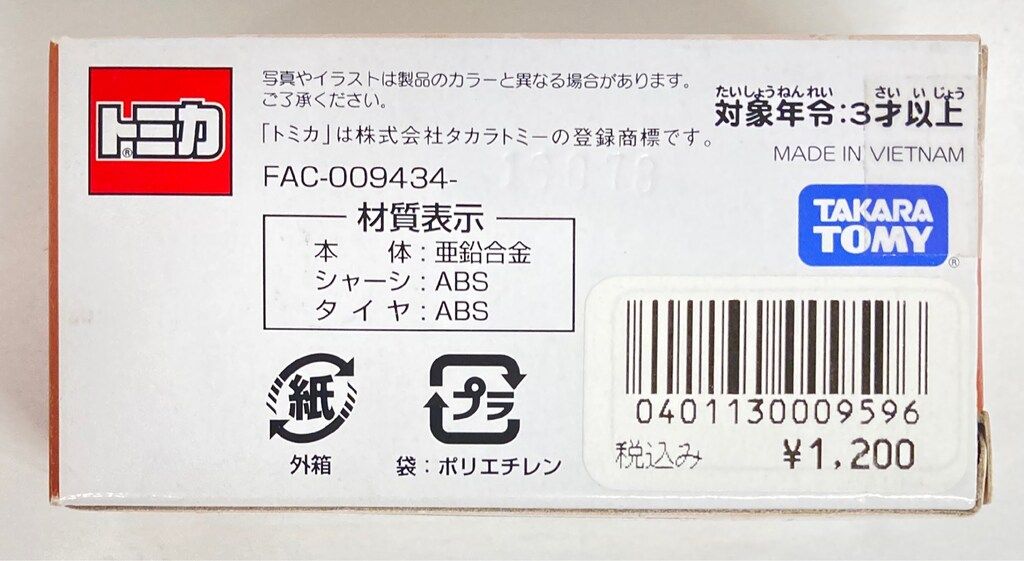 トミカ
®
写真やイラストは製品のカラーと異なる場合があります。
ご了承ください。
「トミカ」は株式会社タカラトミーの登録商標です。
FAC-009434-
材質表示
本 体:亜鉛合金
シャーシ:ABS
タイヤ:ABS
紙
外箱
プラ
袋:ポリエチレン
たいしょうねんれい さい いじょう
対象年令:3才以上
MADE IN VIETNAM
TAKARA
TOMY
®
0401130009596
税込み ¥1,200